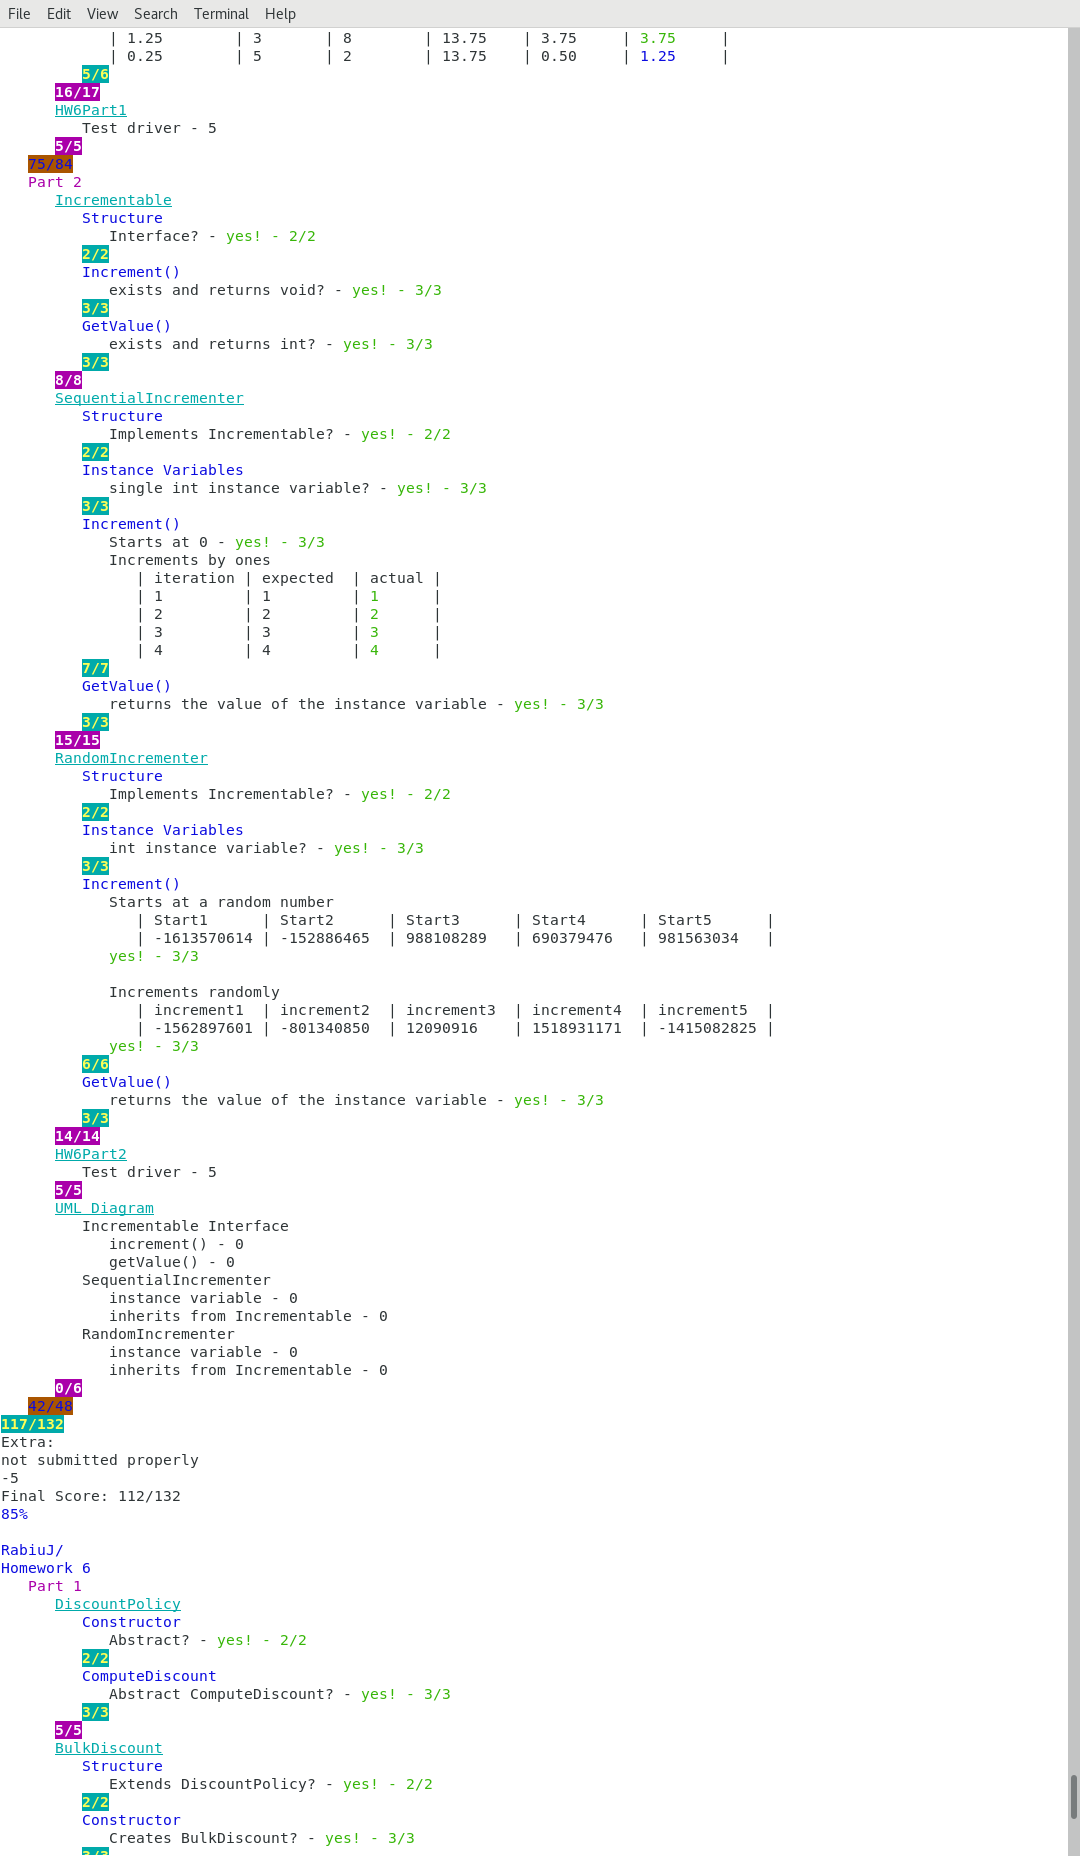 File Edit View Search Terminal Help
| 1.25 | 3 | 8 | 13.75 | 3.75 | 3.75 |
| 0.25 | 5 | 2 | 13.75 | 0.50 | 1.25 |
5/6
16/17
HW6Part1
Test driver - 5
5/5
75/84
Part 2
Incrementable
Structure
Interface? - yes! - 2/2
2/2
Increment()
exists and returns void? - yes! - 3/3
3/3
GetValue()
exists and returns int? - yes! - 3/3
3/3
8/8
SequentialIncrementer
Structure
Implements Incrementable? - yes! - 2/2
2/2
Instance Variables
single int instance variable? - yes! - 3/3
3/3
Increment()
Starts at 0 - yes! - 3/3
Increments by ones
| iteration | expected | actual |
| 1 | 1 | 1 |
| 2 | 2 | 2 |
| 3 | 3 | 3 |
| 4 | 4 | 4 |
7/7
GetValue()
returns the value of the instance variable - yes! - 3/3
3/3
15/15
RandomIncrementer
Structure
Implements Incrementable? - yes! - 2/2
2/2
Instance Variables
int instance variable? - yes! - 3/3
3/3
Increment()
Starts at a random number
| Start1 | Start2 | Start3 | Start4 | Start5 |
| -1613570614 | -152886465 | 988108289 | 690379476 | 981563034 |
yes! - 3/3
Increments randomly
| increment1 | increment2 | increment3 | increment4 | increment5 |
| -1562897601 | -801340850 | 12090916 | 1518931171 | -1415082825 |
yes! - 3/3
6/6
GetValue()
returns the value of the instance variable - yes! - 3/3
3/3
14/14
HW6Part2
Test driver - 5
5/5
UML Diagram
Incrementable Interface
increment() - 0
getValue() - 0
SequentialIncrementer
instance variable - 0
inherits from Incrementable - 0
RandomIncrementer
instance variable - 0
inherits from Incrementable - 0
0/6
42/48
117/132
Extra:
not submitted properly
-5
Final Score: 112/132
85%
RabiuJ/
Homework 6
Part 1
DiscountPolicy
Constructor
Abstract? - yes! - 2/2
2/2
ComputeDiscount
Abstract ComputeDiscount? - yes! - 3/3
3/3
5/5
BulkDiscount
Structure
Extends DiscountPolicy? - yes! - 2/2
2/2
Constructor
Creates BulkDiscount? - yes! - 3/3
3/3